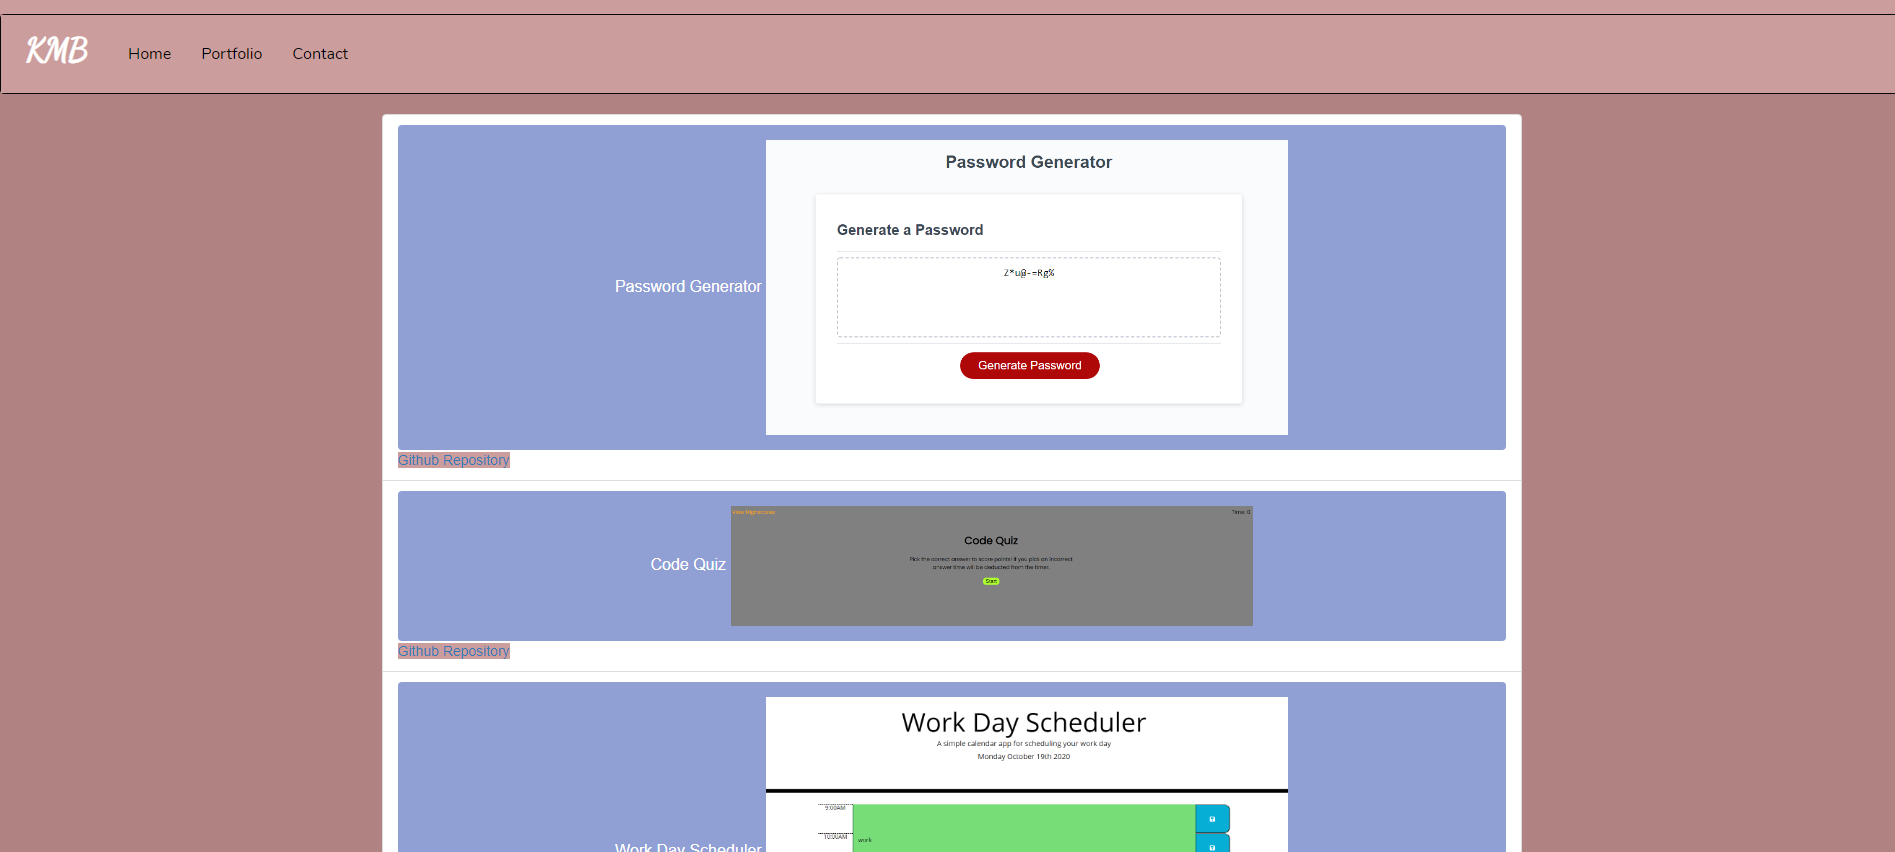 KMB
Home
Portfolio
Contact
Password Generator
Password Generator
Generate a Password
Z*u@-=Rg%
Generate Password
Github Repository
Code Quiz
View Highscores
Time: 0
Code Quiz
Pick the correct answer to score points! If you pick an incorrect
answer time will be deducted from the timer.
Start
Github Repository
Work Day Scheduler
Work Day Scheduler
A simple calendar app for scheduling your work day
Monday October 19th 2020
9:00AM
10:00AM
work